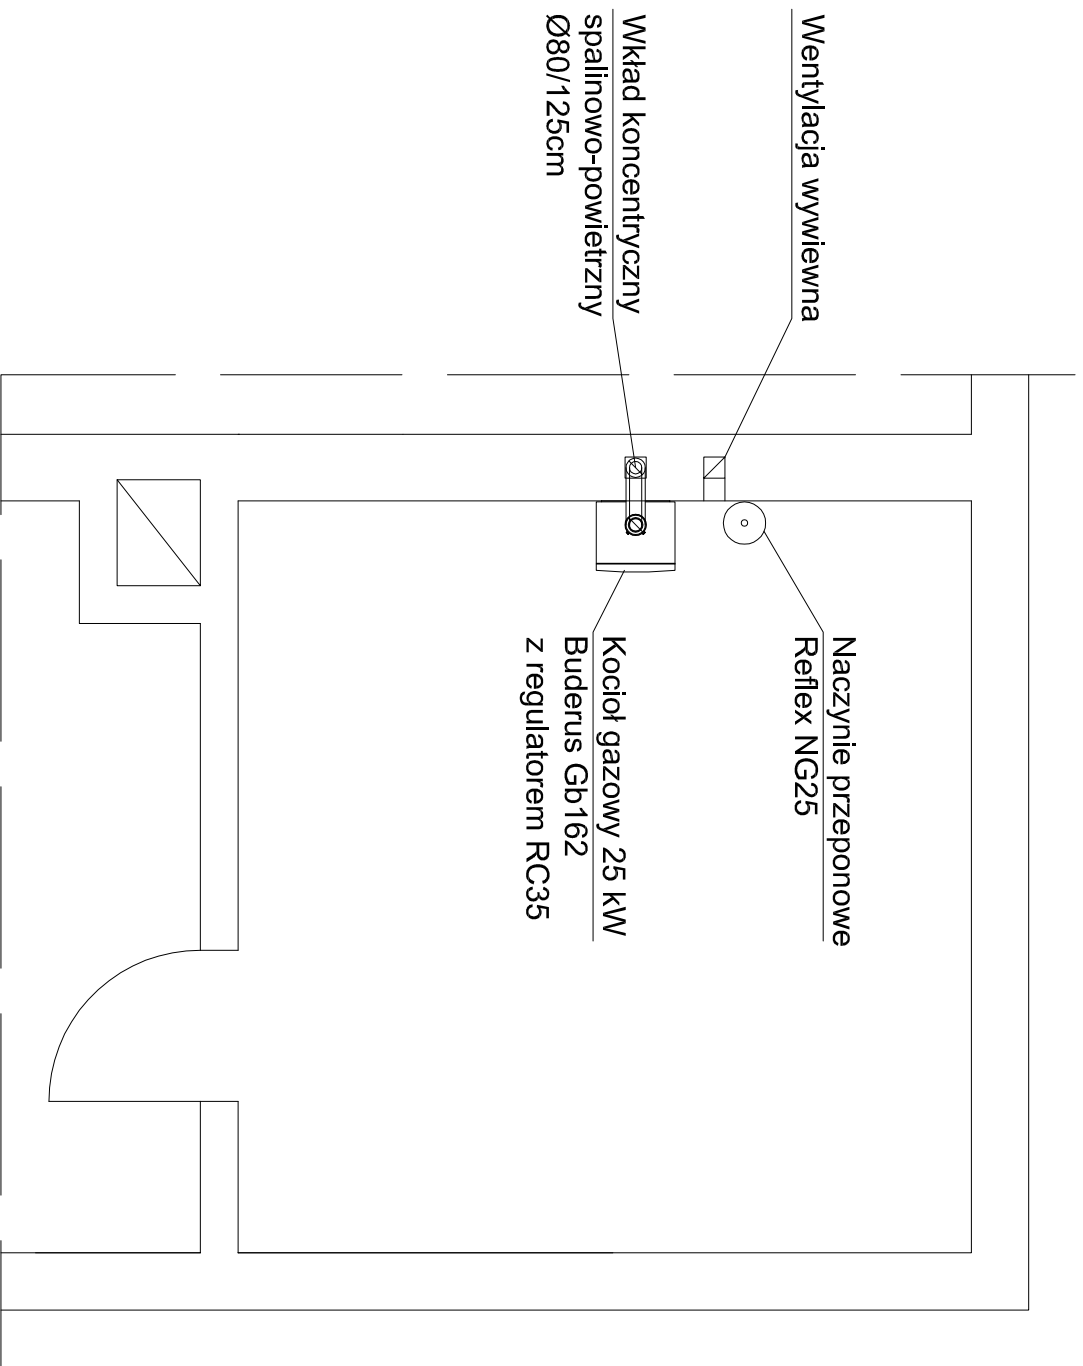 Wentylacja wywiewna
Wkład koncentryczny
spalinowo-powietrzny
Ø80/125cm
Naczynie przeponowe
Reflex NG25
Kocioł gazowy 25 kW
Buderus Gb162
z regulatorem RC35